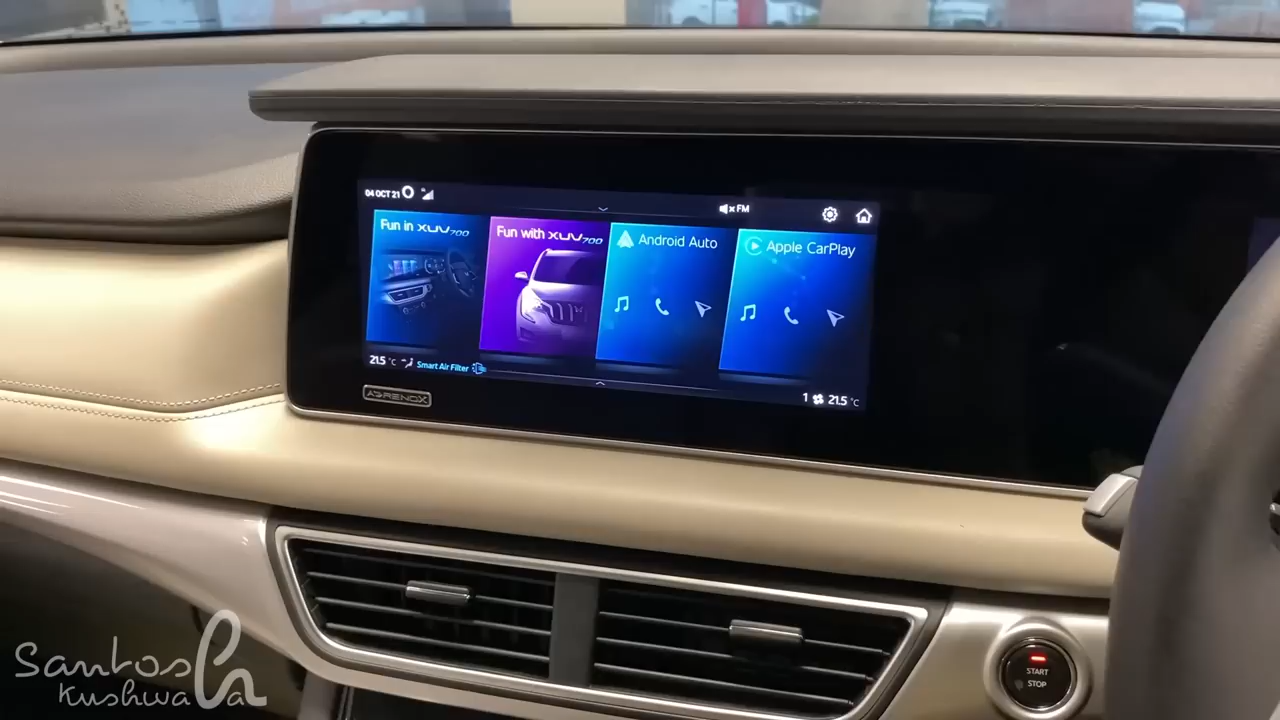 04 OCT 21
FM
Fun in XUV700
Fun with XUV700
Android Auto
Apple CarPlay
21.5 °C
Smart Air Filter
1
21.5 °C
ADRENOX
START
STOP
Santosh
Kushwaha